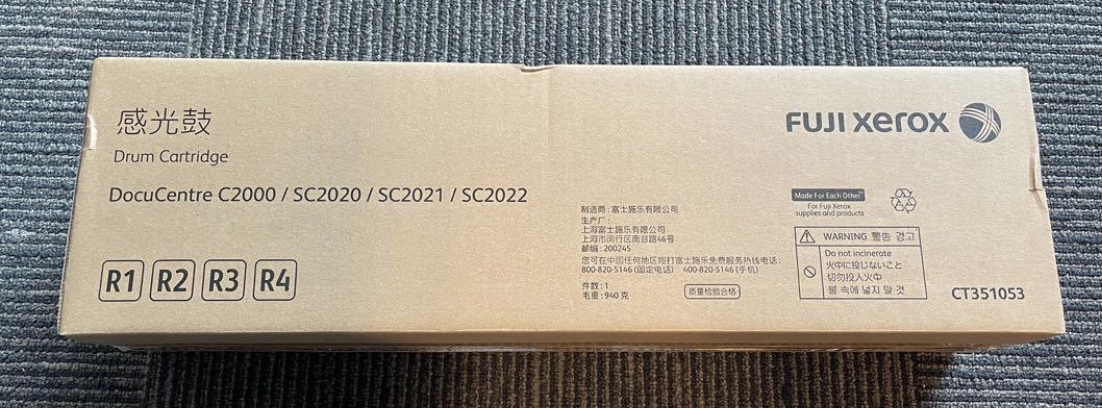 感光鼓
Drum Cartridge
DocuCentre C2000 / SC2020 / SC2021 / SC2022
R1 R2 R3 R4
FUJI xerox
制造商:富士施乐有限公司
生产厂:
上海富士施乐有限公司
上海市闵行区南谷路46号
邮编:200245
您可在中国任何地区拨打富士施乐免费服务热线电话:
800-820-5146 (固定电话) 400-820-5146 (手机)
件数:1
毛重:940 克
质量检验合格
Made For Each Other
For Fuji Xerox
supplies and products
WARNING 警告 경고
Do not incinerate
火中に投じないこと
切勿投入火中
불 속에 넣지 말 것
CT351053